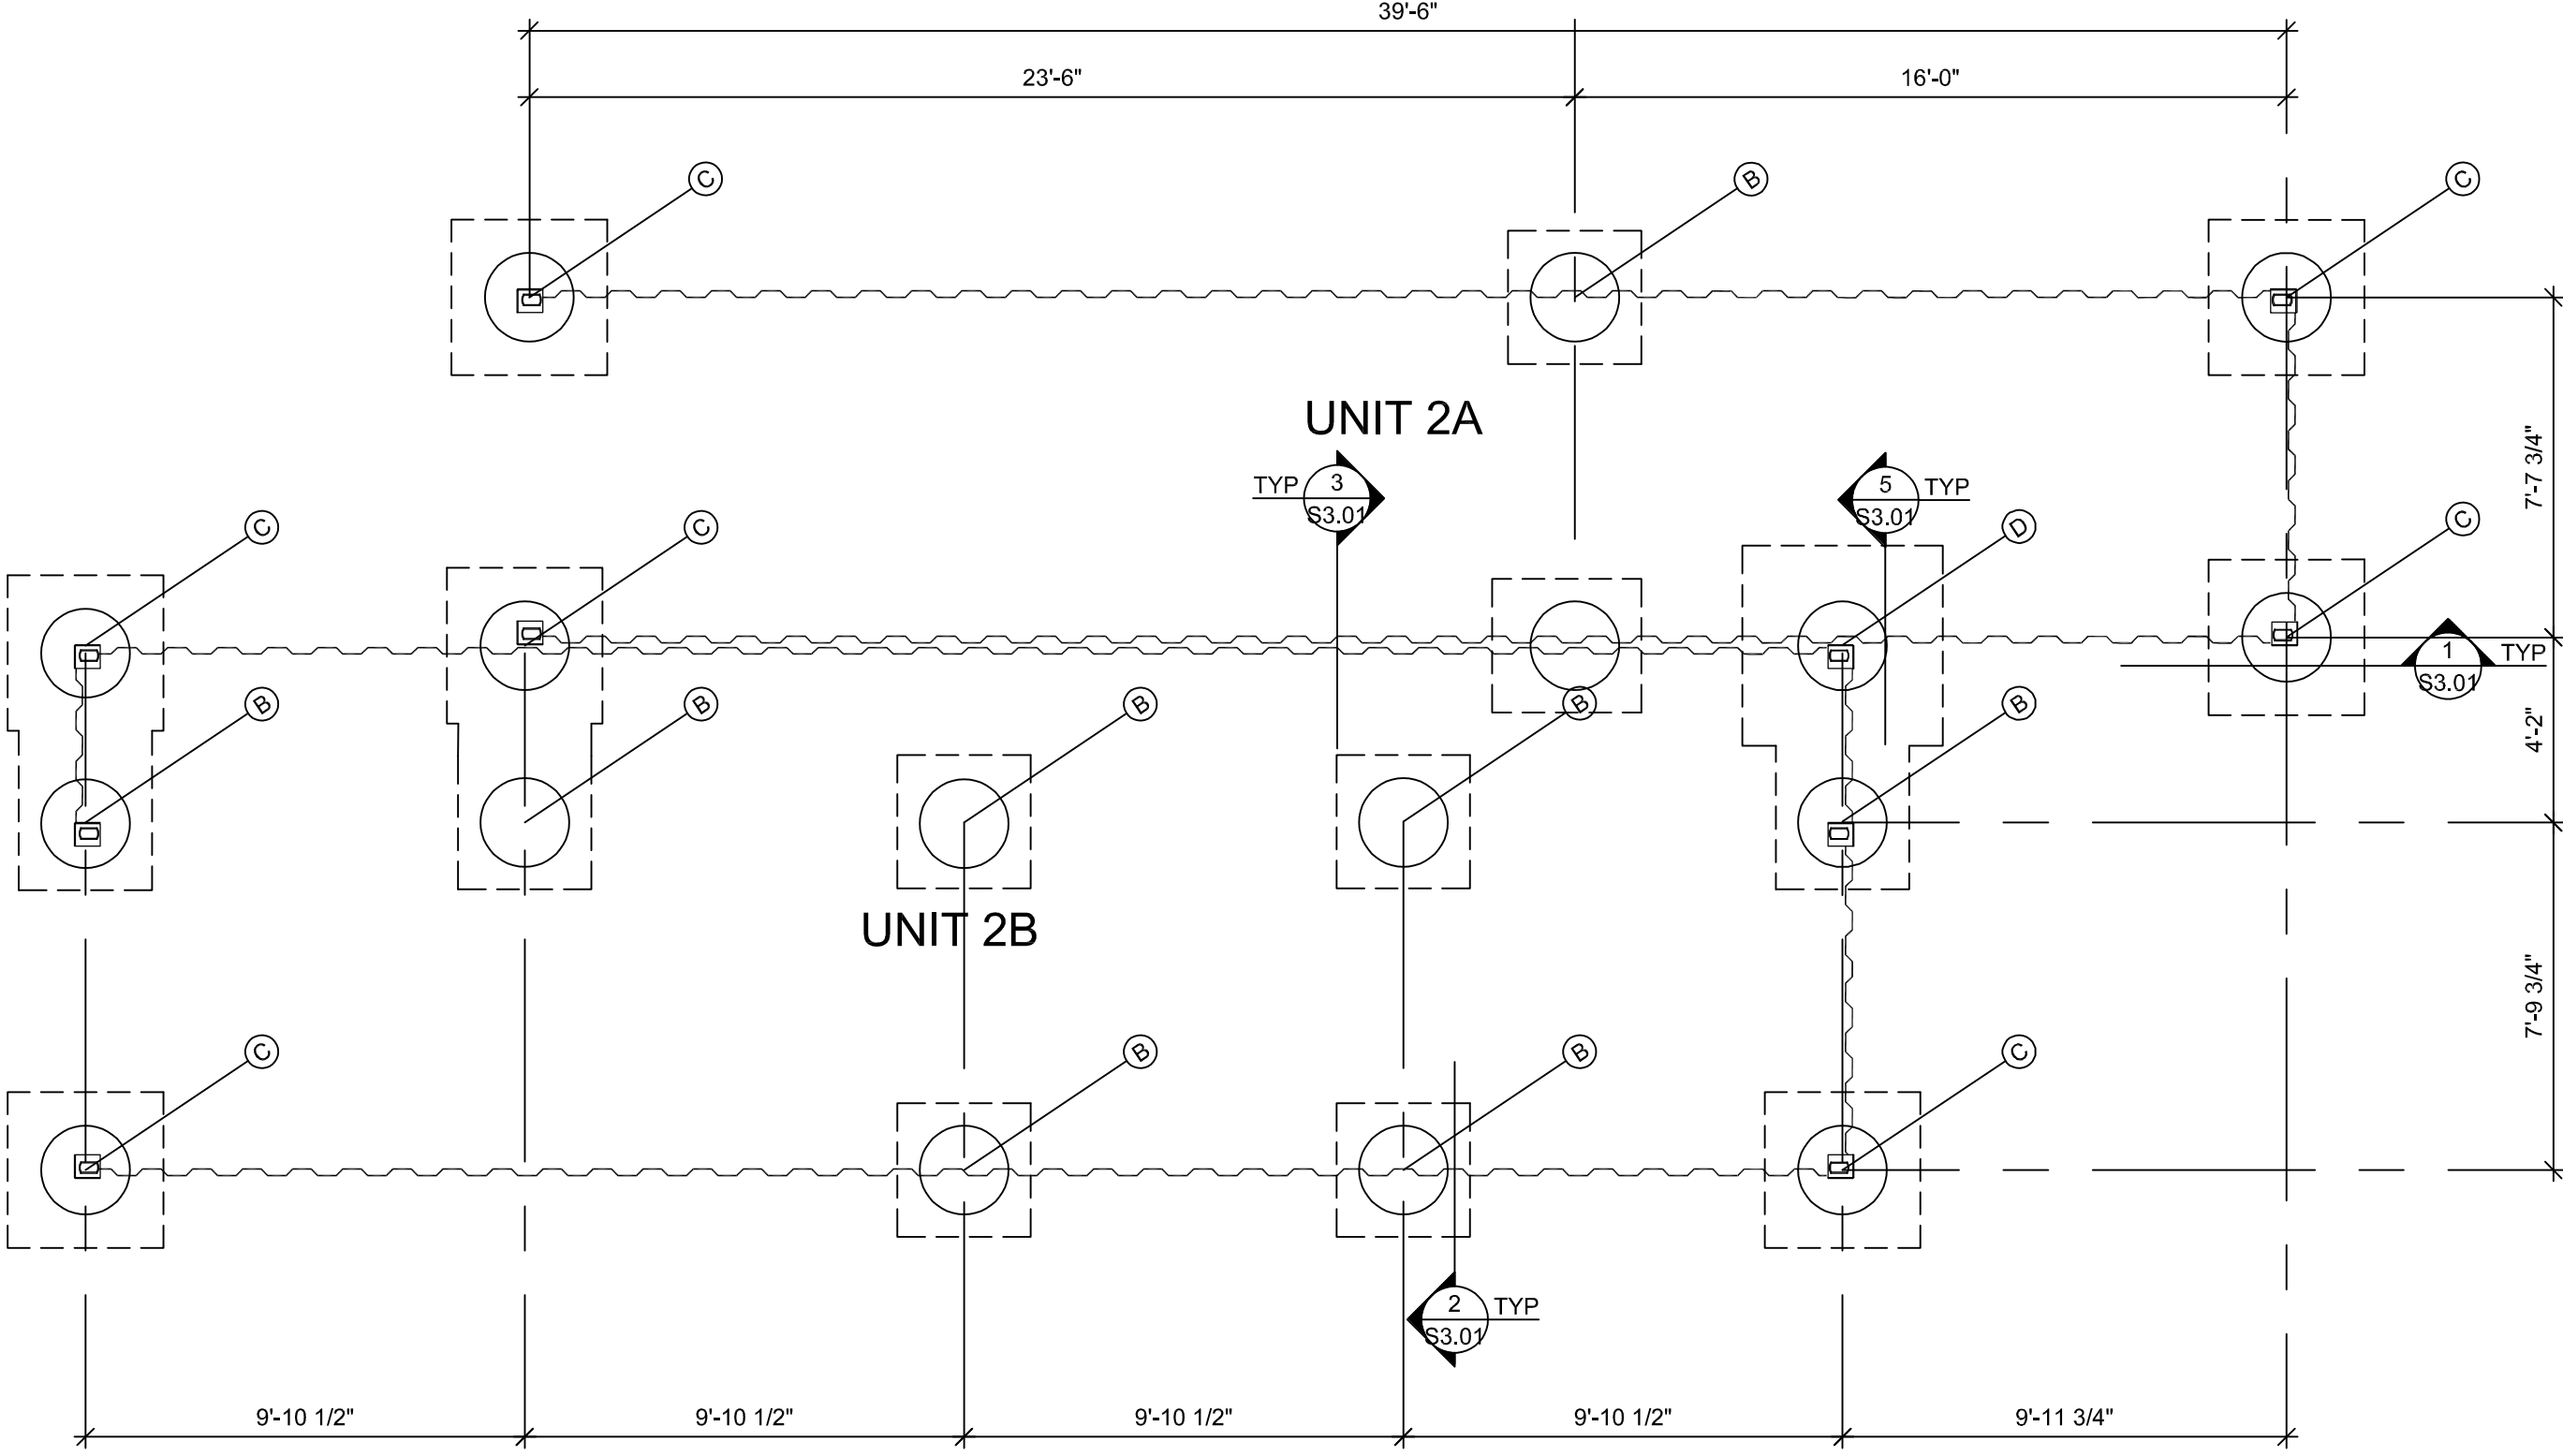 39'-6"
23'-6"
16'-0"
C
B
C
UNIT 2A
7'-7 3/4"
TYP
3
S3.01
5
TYP
S3.01
C
C
D
C
1
TYP
S3.01
B
B
B
B
B
4'-2"
UNIT 2B
7'-9 3/4"
C
B
B
C
2
TYP
S3.01
9'-10 1/2"
9'-10 1/2"
9'-10 1/2"
9'-10 1/2"
9'-11 3/4"